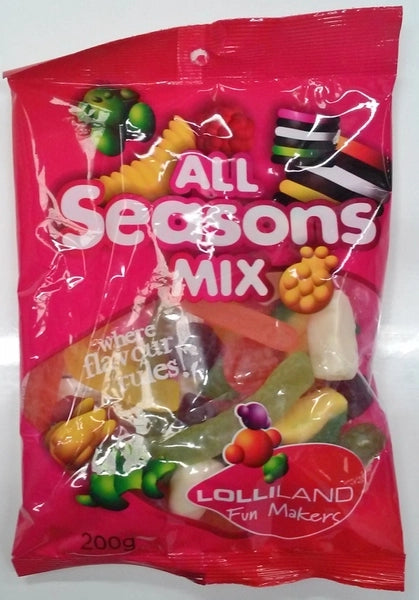 ALL
Seasons
MIX
where
flavour
rules!
LOLLILAND
Fun Makers
200g